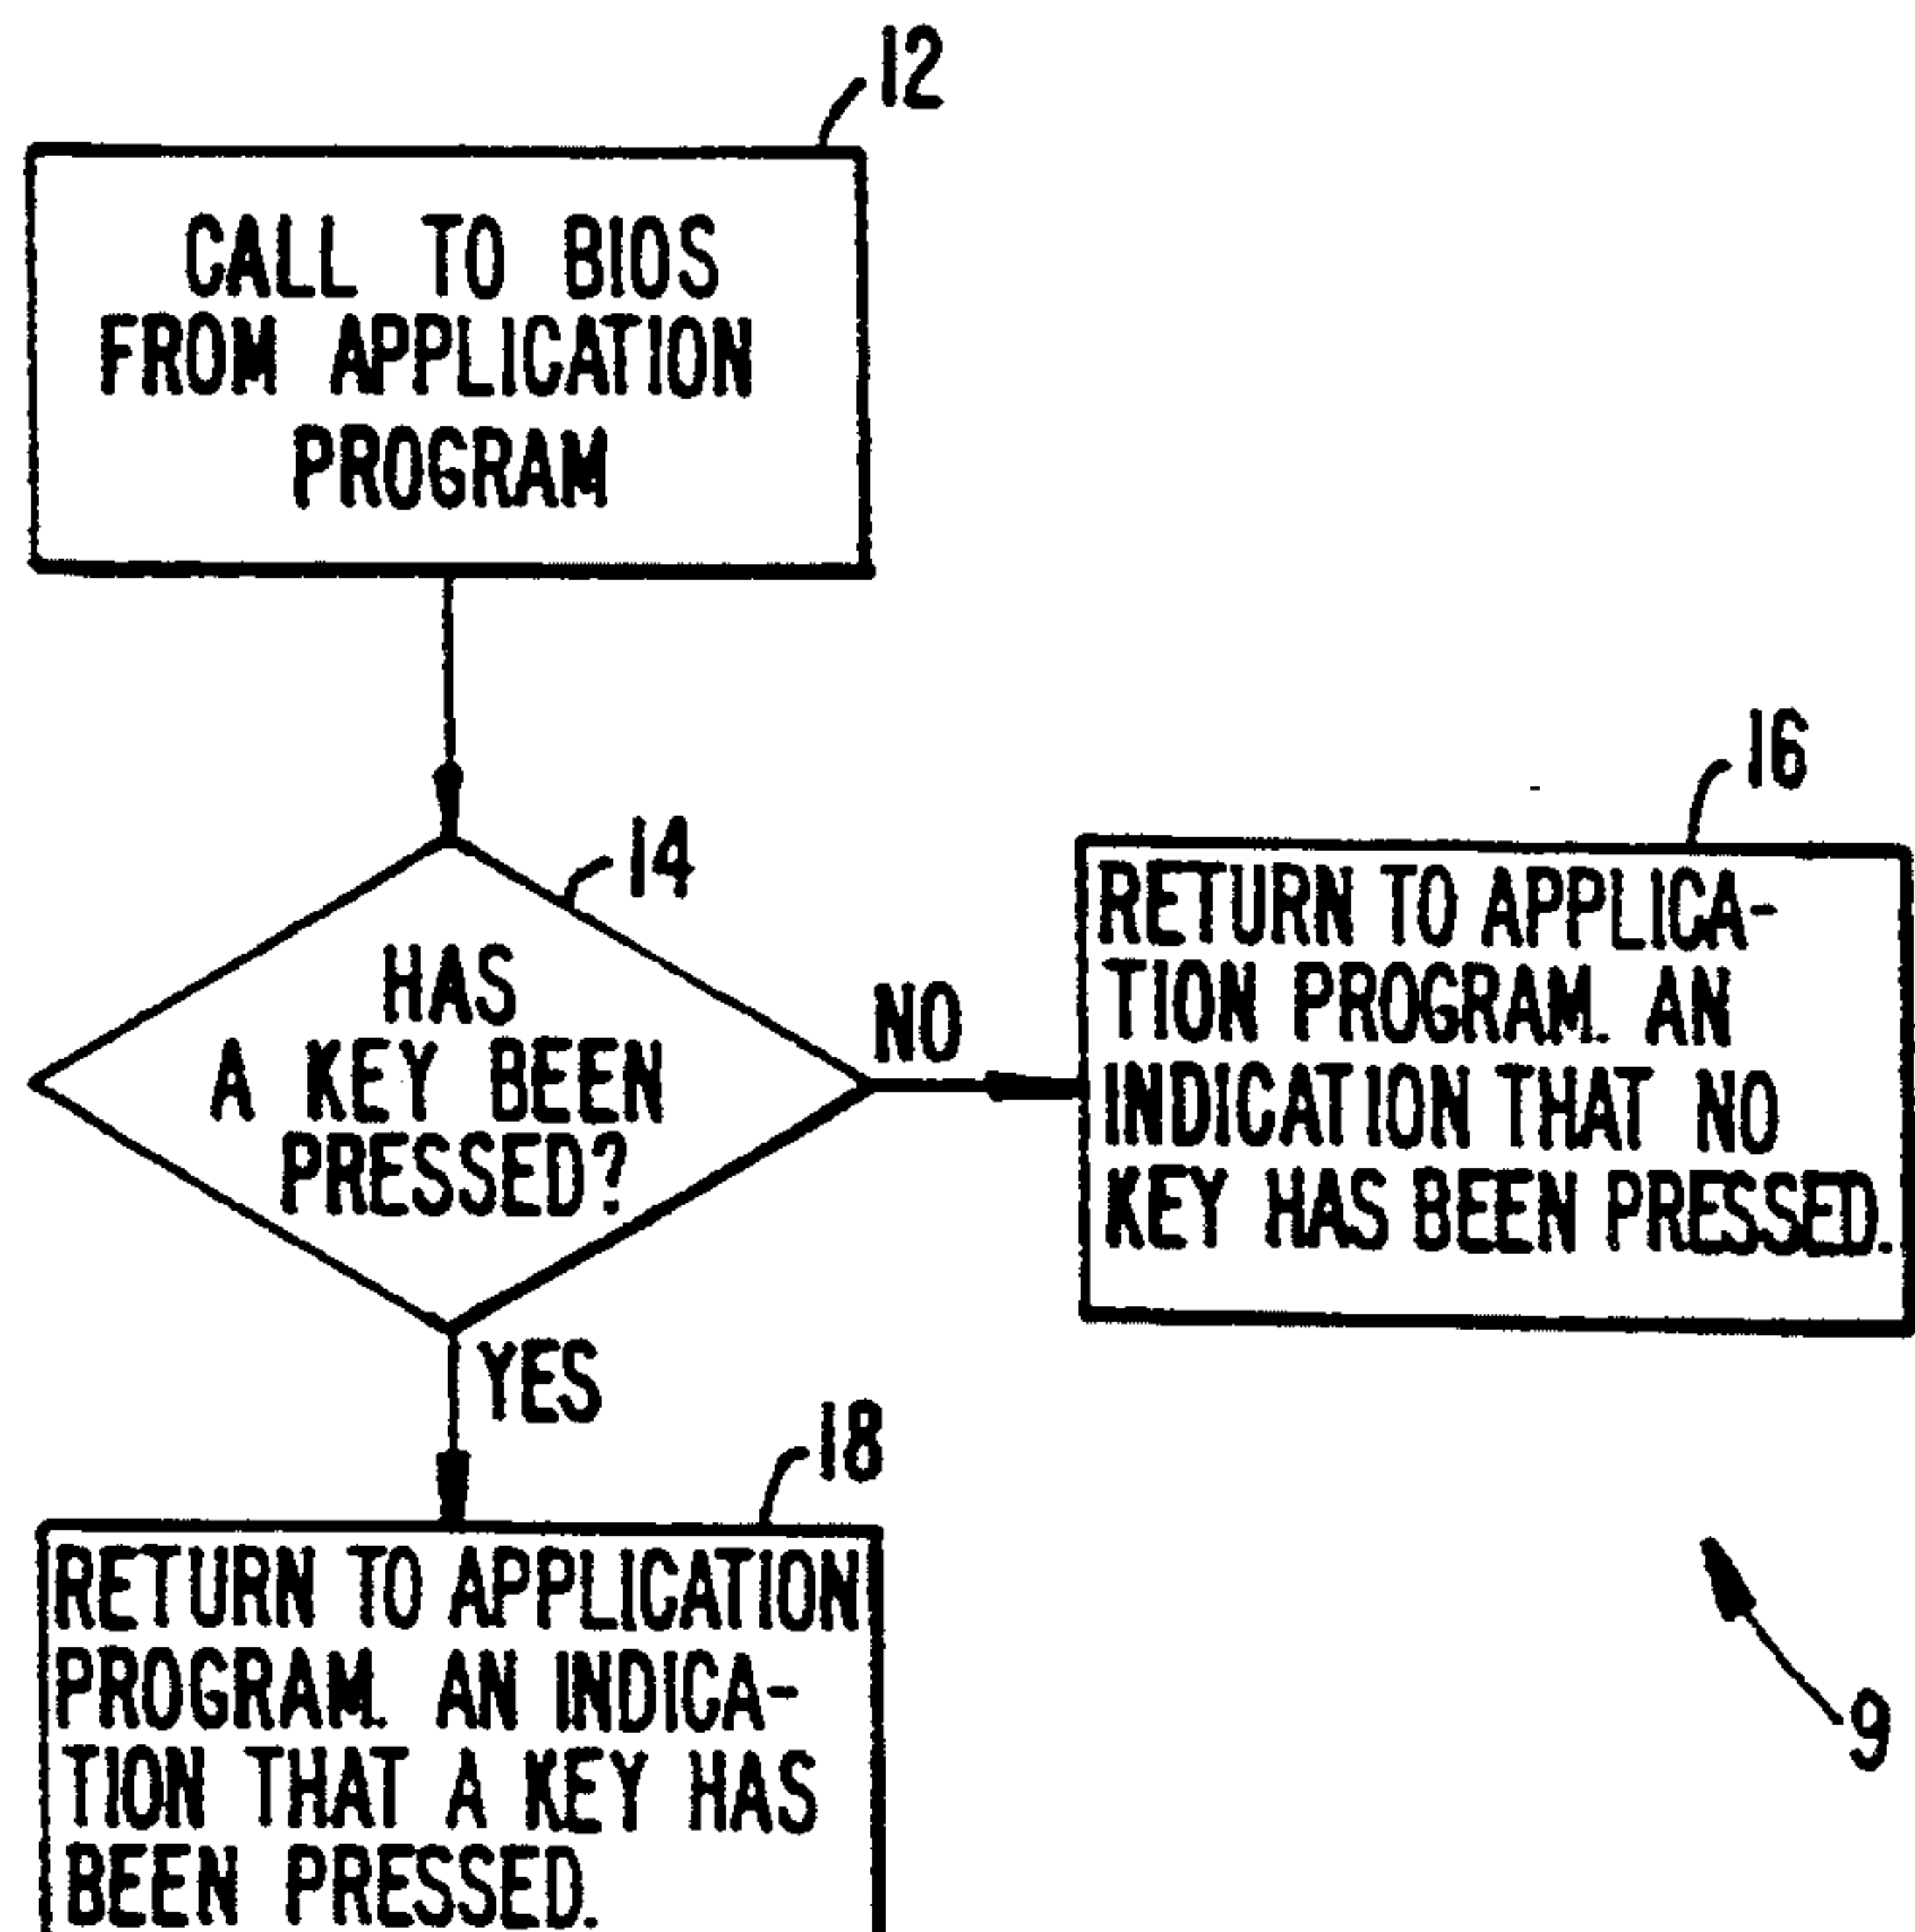 12
CALL TO BIOS
FROM APPLICATION
PROGRAM
14
HAS
A KEY BEEN
PRESSED?
NO
16
RETURN TO APPLICA-
TION PROGRAM. AN
INDICATION THAT NO
KEY HAS BEEN PRESSED.
YES
18
RETURN TO APPLICATION
PROGRAM. AN INDICA-
TION THAT A KEY HAS
BEEN PRESSED.
9